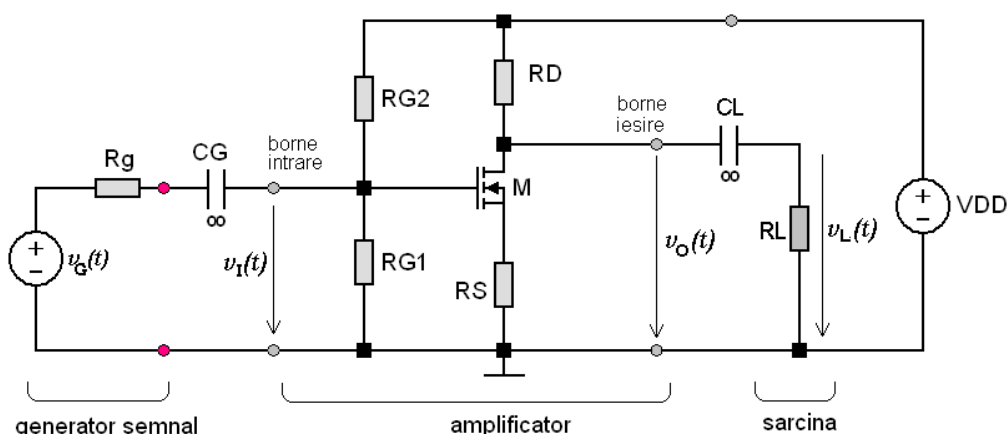 RD
RG2
borne
iesire
CL
borne
intrare
Rg
CG
M
∞
∞
VDD
+
−
vG(t)
vI(t)
RG1
RS
vO(t)
RL
vL(t)
+
−
generator semnal
amplificator
sarcina